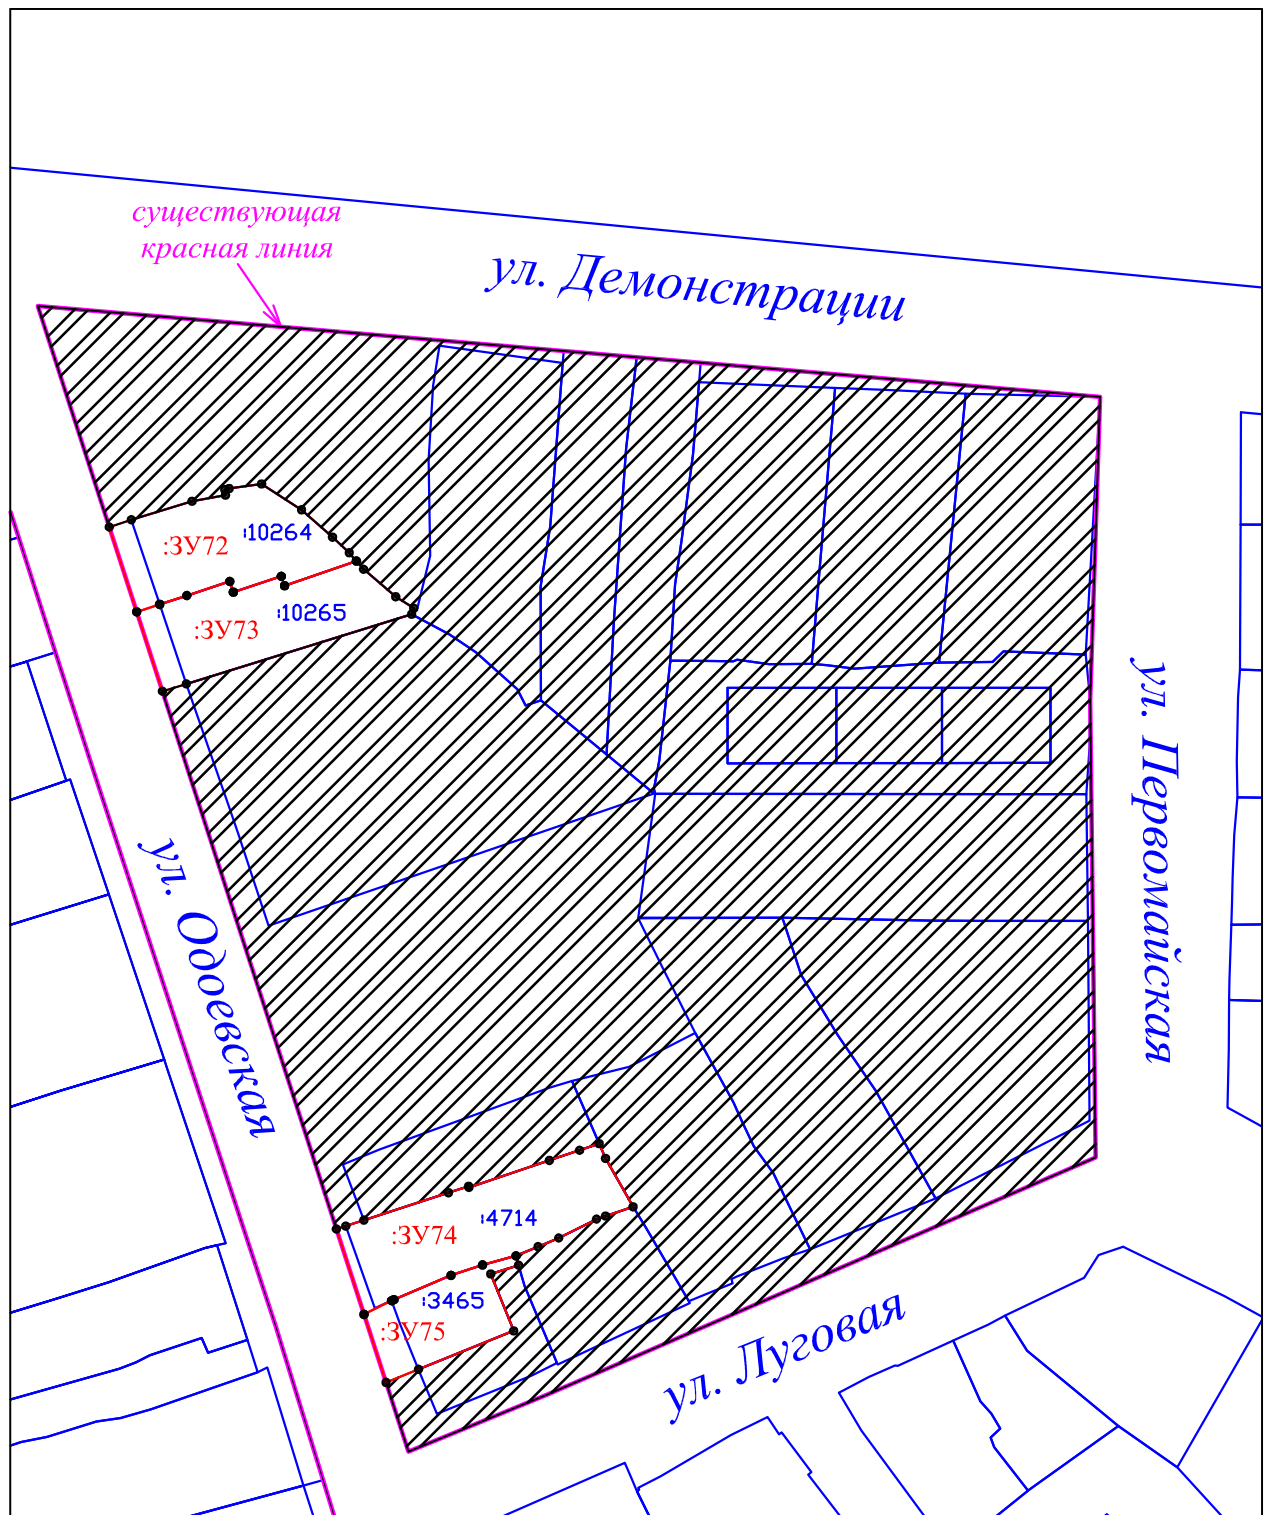 существующая
красная линия
ул. Демонстрации
:10264
:ЗУ72
:10265
:ЗУ73
ул. Первомайская
ул. Одоевская
:4714
:ЗУ74
:3465
:ЗУ75
ул. Луговая